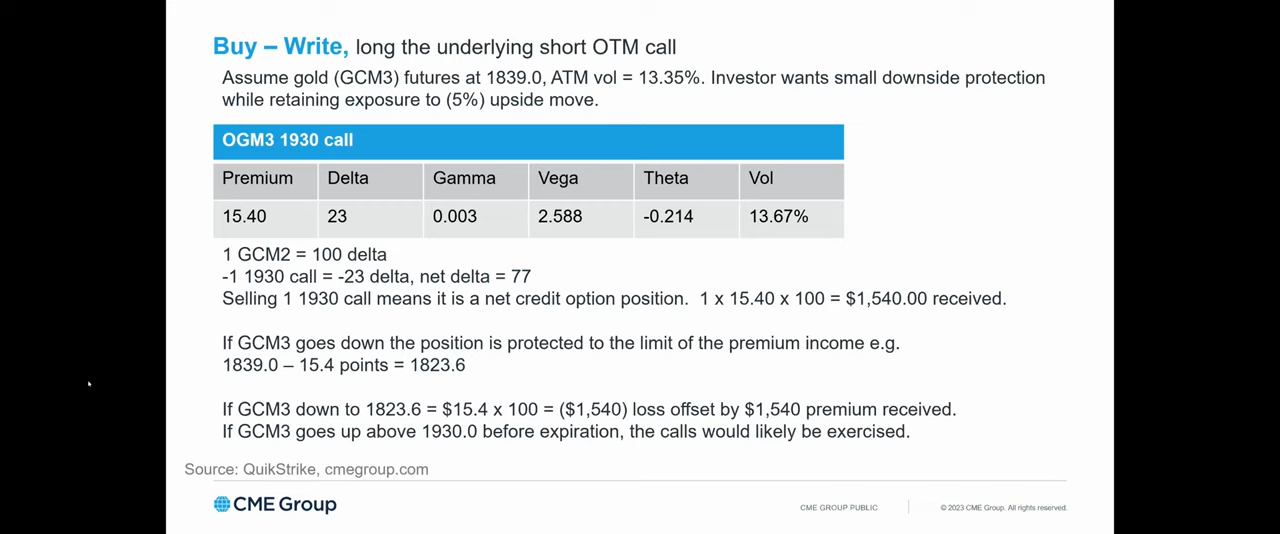 Buy – Write, long the underlying short OTM call
Assume gold (GCM3) futures at 1839.0, ATM vol = 13.35%. Investor wants small downside protection
while retaining exposure to (5%) upside move.
OGM3 1930 call
Premium Delta Gamma Vega Theta Vol
15.40 23 0.003 2.588 -0.214 13.67%
1 GCM2 = 100 delta
-1 1930 call = -23 delta, net delta = 77
Selling 1 1930 call means it is a net credit option position. 1 x 15.40 x 100 = $1,540.00 received.
If GCM3 goes down the position is protected to the limit of the premium income e.g.
1839.0 – 15.4 points = 1823.6
If GCM3 down to 1823.6 = $15.4 x 100 = ($1,540) loss offset by $1,540 premium received.
If GCM3 goes up above 1930.0 before expiration, the calls would likely be exercised.
Source: QuikStrike, cmegroup.com
CME Group
CME GROUP PUBLIC
© 2023 CME Group. All rights reserved.